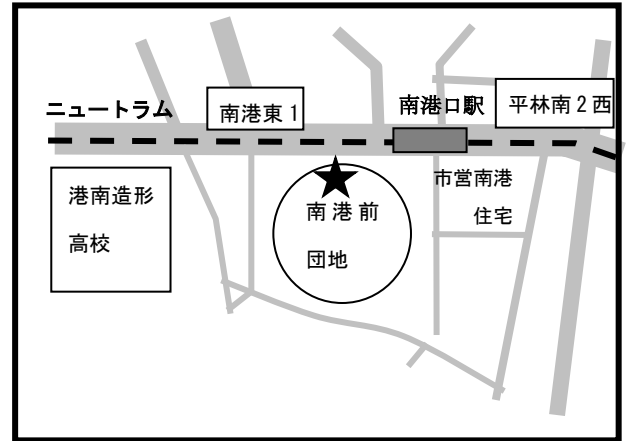 ニュートラム
南港東1
南港口駅
平林南2西
港南造形
高校
南港前
団地
市営南港
住宅